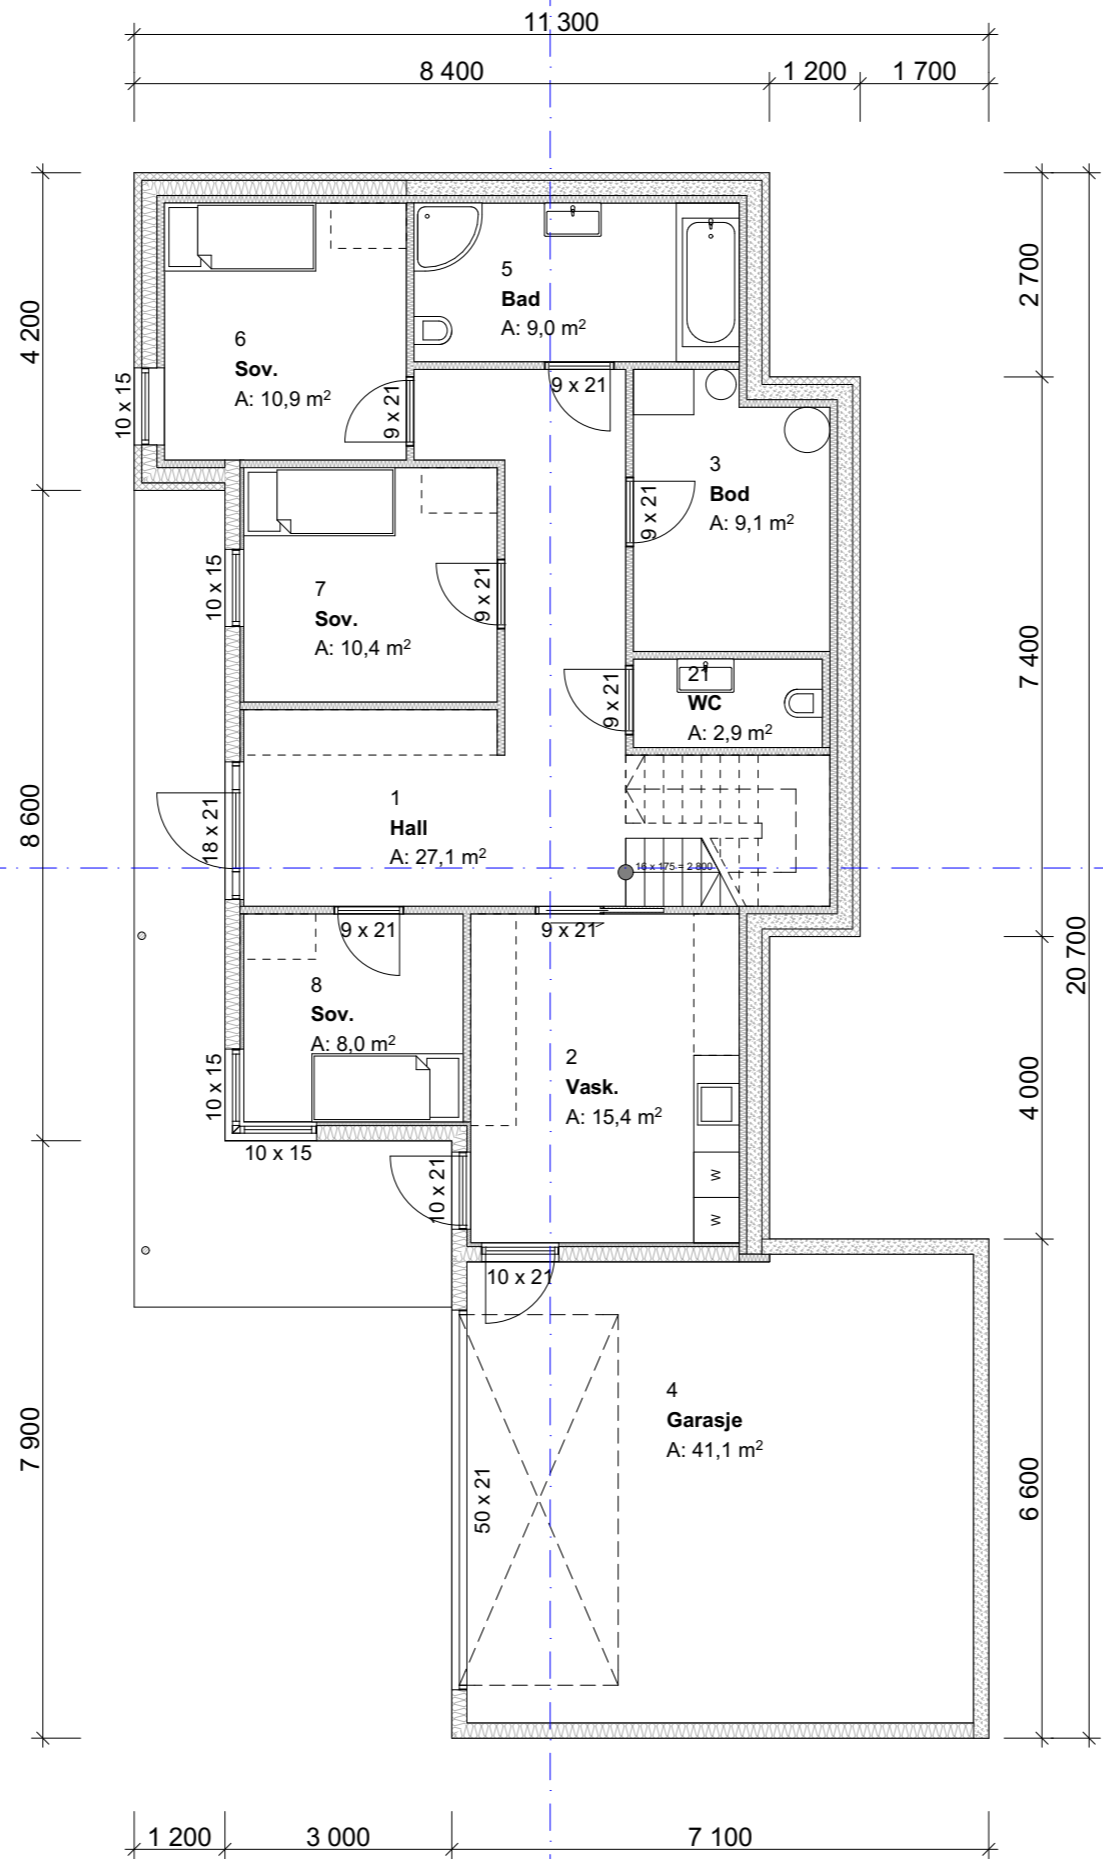 11 300
8 400
1 200
1 700
4 200
8 600
7 900
2 700
7 400
4 000
6 600
20 700
5
Bad
A: 9,0 m²
6
Sov.
A: 10,9 m²
10 x 15
9 x 21
9 x 21
3
Bod
A: 9,1 m²
9 x 21
7
Sov.
A: 10,4 m²
10 x 15
9 x 21
21
WC
A: 2,9 m²
9 x 21
1
Hall
A: 27,1 m²
18 x 21
16 x 175 = 2 800
9 x 21
9 x 21
8
Sov.
A: 8,0 m²
10 x 15
10 x 15
2
Vask.
A: 15,4 m²
W
W
10 x 21
10 x 21
4
Garasje
A: 41,1 m²
50 x 21
1 200
3 000
7 100